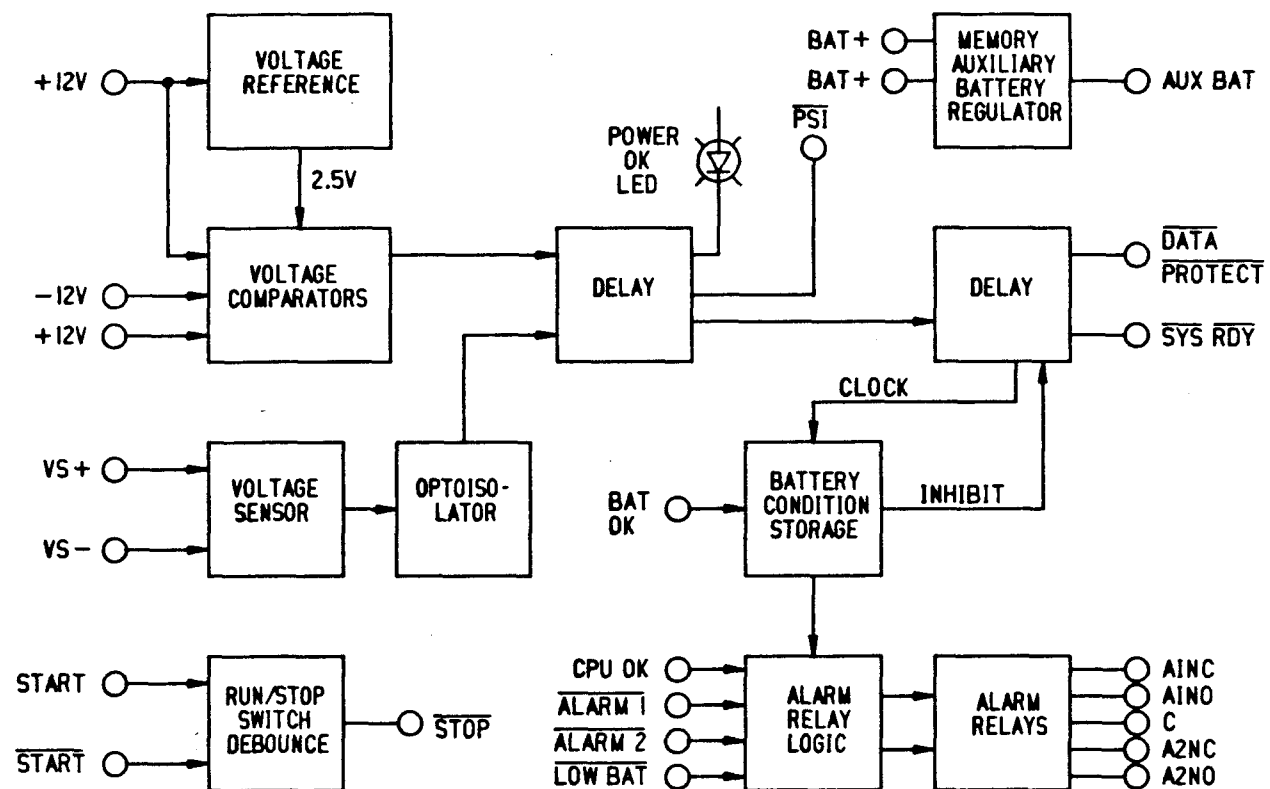 +12V
VOLTAGE
REFERENCE
2.5V
-12V
+12V
VOLTAGE
COMPARATORS
DELAY
POWER
OK
LED
PSI
BAT+
BAT+
MEMORY
AUXILIARY
BATTERY
REGULATOR
AUX BAT
DELAY
DATA
PROTECT
SYS RDY
CLOCK
INHIBIT
VS+
VS-
VOLTAGE
SENSOR
OPTOISO-
LATOR
BAT
OK
BATTERY
CONDITION
STORAGE
START
START
RUN/STOP
SWITCH
DEBOUNCE
STOP
CPU OK
ALARM 1
ALARM 2
LOW BAT
ALARM
RELAY
LOGIC
ALARM
RELAYS
AINC
AINO
C
A2NC
A2NO